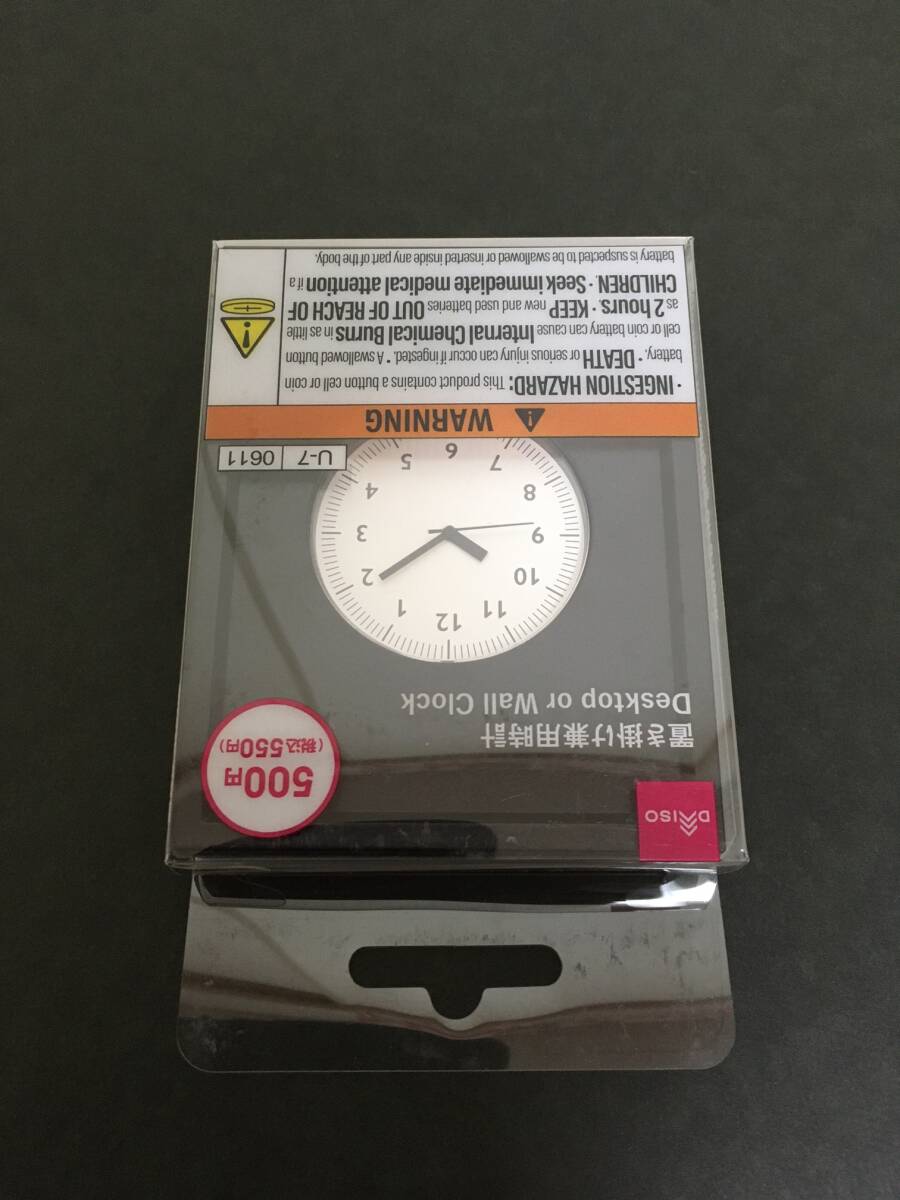 DAISO
置き掛け兼用時計
Desktop or Wall Clock
500円
(税込550円)
12
11
1
10
2
9
3
8
4
7
5
6
U-7 0611
WARNING
・INGESTION HAZARD: This product contains a button cell or coin
battery. ・DEATH or serious injury can occur if ingested. ・A swallowed button
cell or coin battery can cause Internal Chemical Burns in as little
as 2 hours. ・KEEP new and used batteries OUT OF REACH OF
CHILDREN ・Seek immediate medical attention if a
battery is suspected to be swallowed or inserted inside any part of the body.